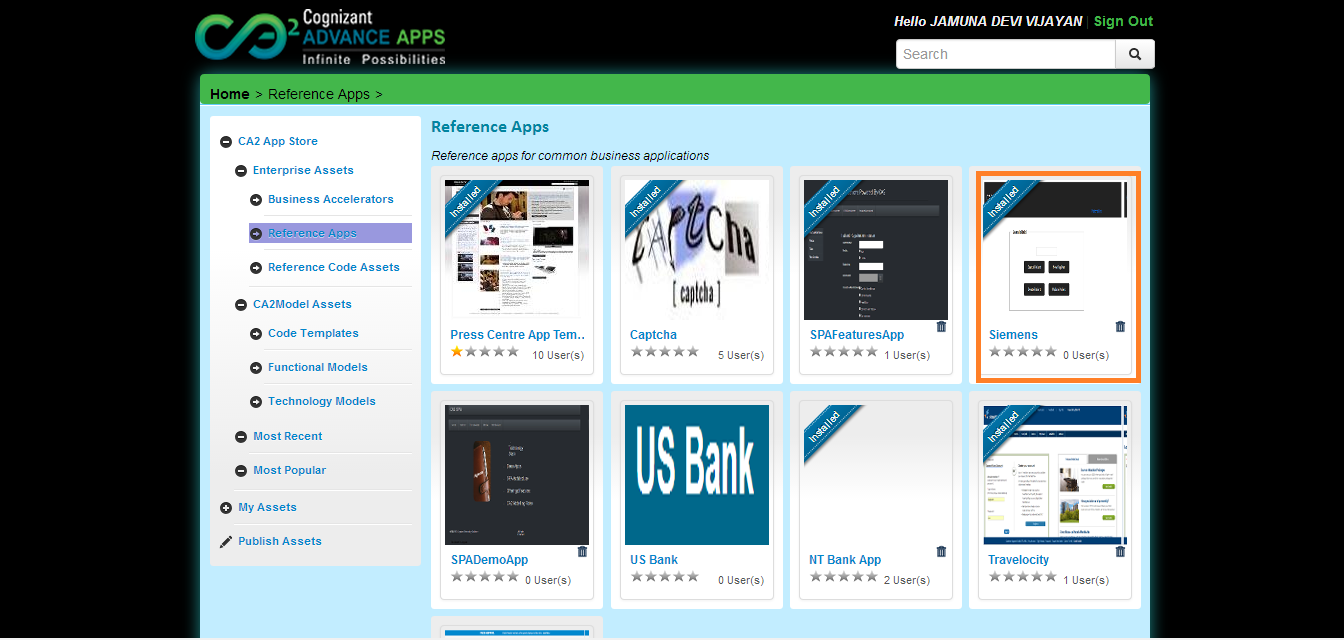 Cognizant
ADVANCE APPS
Infinite Possibilities
Hello JAMUNA DEVI VIJAYAN | Sign Out
Search
Home > Reference Apps >
CA2 App Store
Enterprise Assets
Business Accelerators
Reference Apps
Reference Code Assets
CA2Model Assets
Code Templates
Functional Models
Technology Models
Most Recent
Most Popular
My Assets
Publish Assets
Reference Apps
Reference apps for common business applications
Installed
Press Centre App Tem..
10 User(s)
Installed
CAPtCha
[ captcha ]
Captcha
5 User(s)
Installed
SPAFeaturesApp
1 User(s)
Installed
Siemens
0 User(s)
SPADemoApp
0 User(s)
US Bank
US Bank
0 User(s)
Installed
NT Bank App
2 User(s)
Installed
Travelocity
1 User(s)